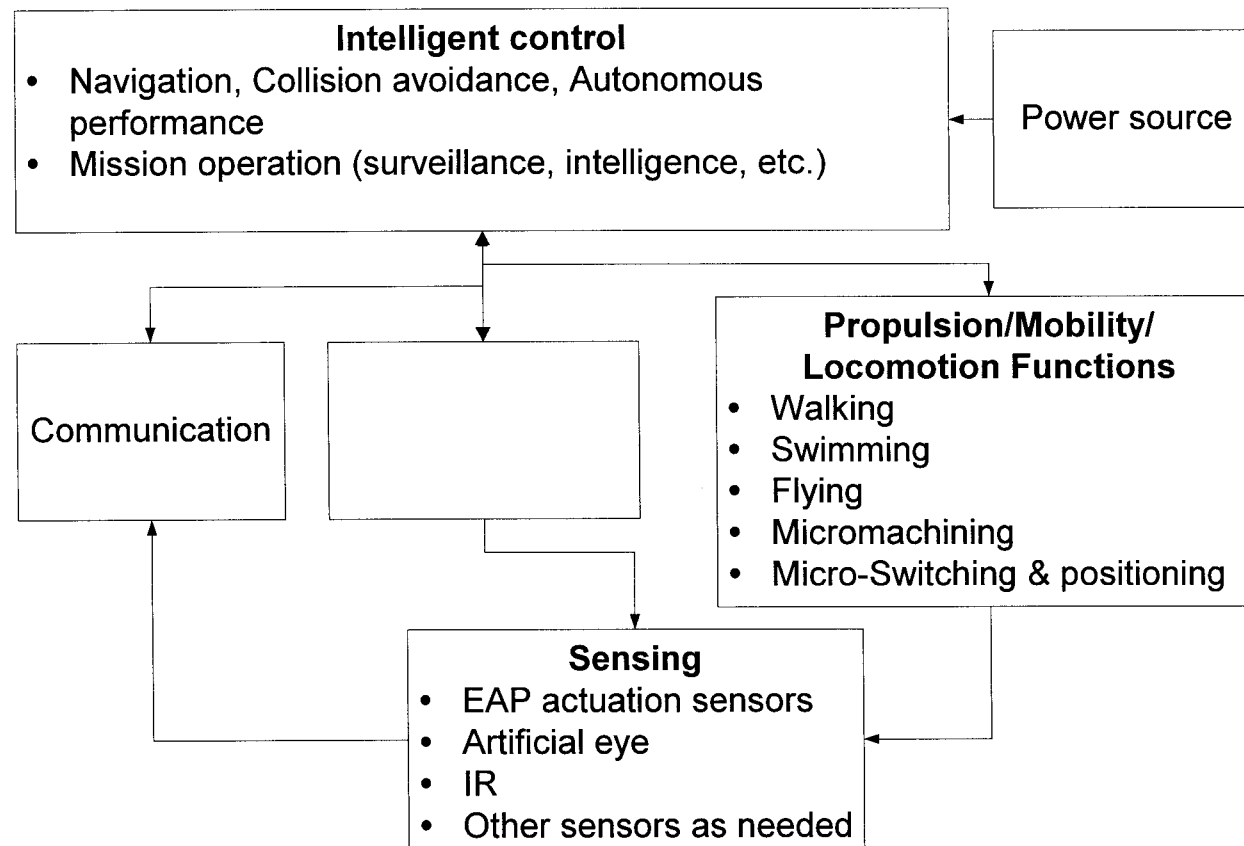 Intelligent control
• Navigation, Collision avoidance, Autonomous
performance
• Mission operation (surveillance, intelligence, etc.)
Power source
Communication
Propulsion/Mobility/
Locomotion Functions
• Walking
• Swimming
• Flying
• Micromachining
• Micro-Switching & positioning
Sensing
• EAP actuation sensors
• Artificial eye
• IR
• Other sensors as needed